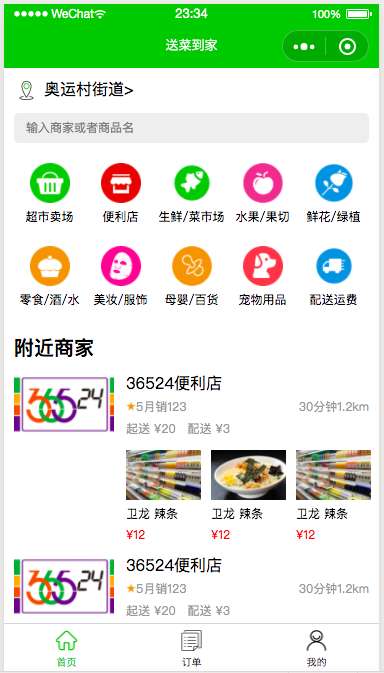 WeChat 23:34 100%
送菜到家
奥运村街道>
输入商家或者商品名
超市卖场 便利店 生鲜/菜市场 水果/果切 鲜花/绿植
零食/酒/水 美妆/服饰 母婴/百货 宠物用品 配送运费
附近商家
365 24
36524便利店
★5月销123 30分钟1.2km
起送 ¥20 配送 ¥3
卫龙 辣条 卫龙 辣条 卫龙 辣条
¥12 ¥12 ¥12
365 24
36524便利店
★5月销123 30分钟1.2km
起送 ¥20 配送 ¥3
首页 订单 我的